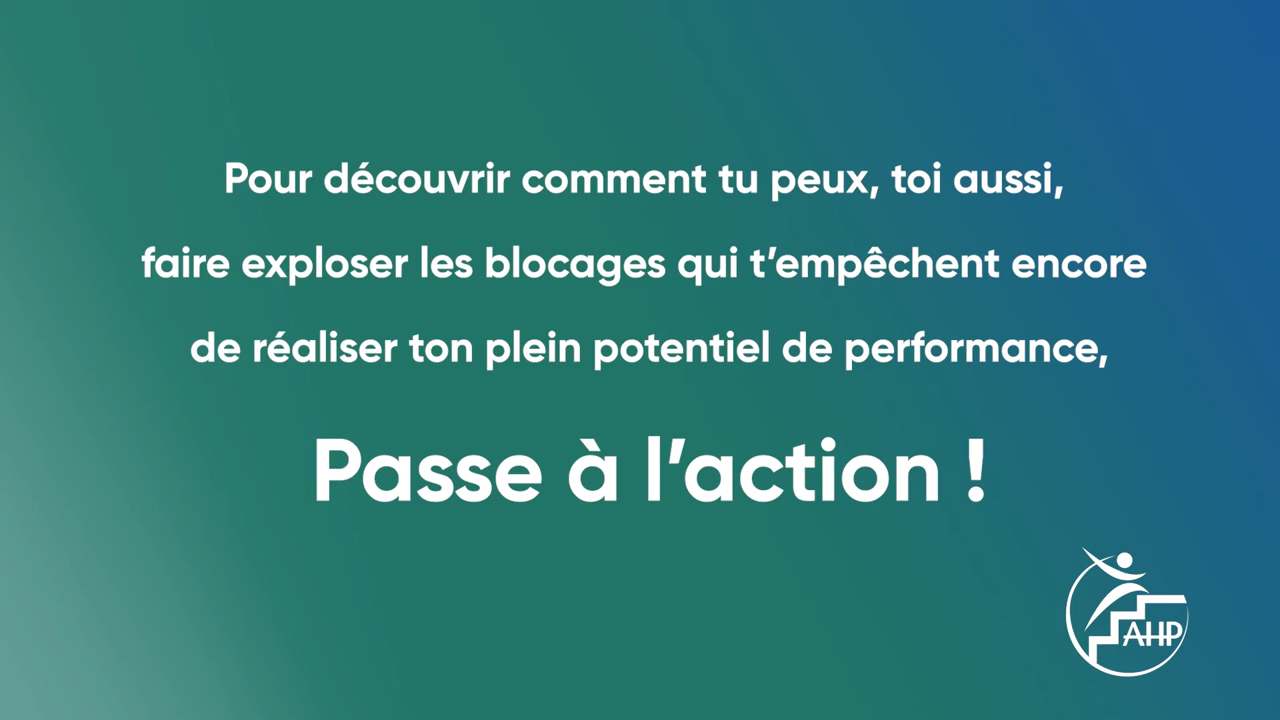 Pour découvrir comment tu peux, toi aussi,
faire exploser les blocages qui t’empêchent encore
de réaliser ton plein potentiel de performance,
Passe à l’action !
AHP